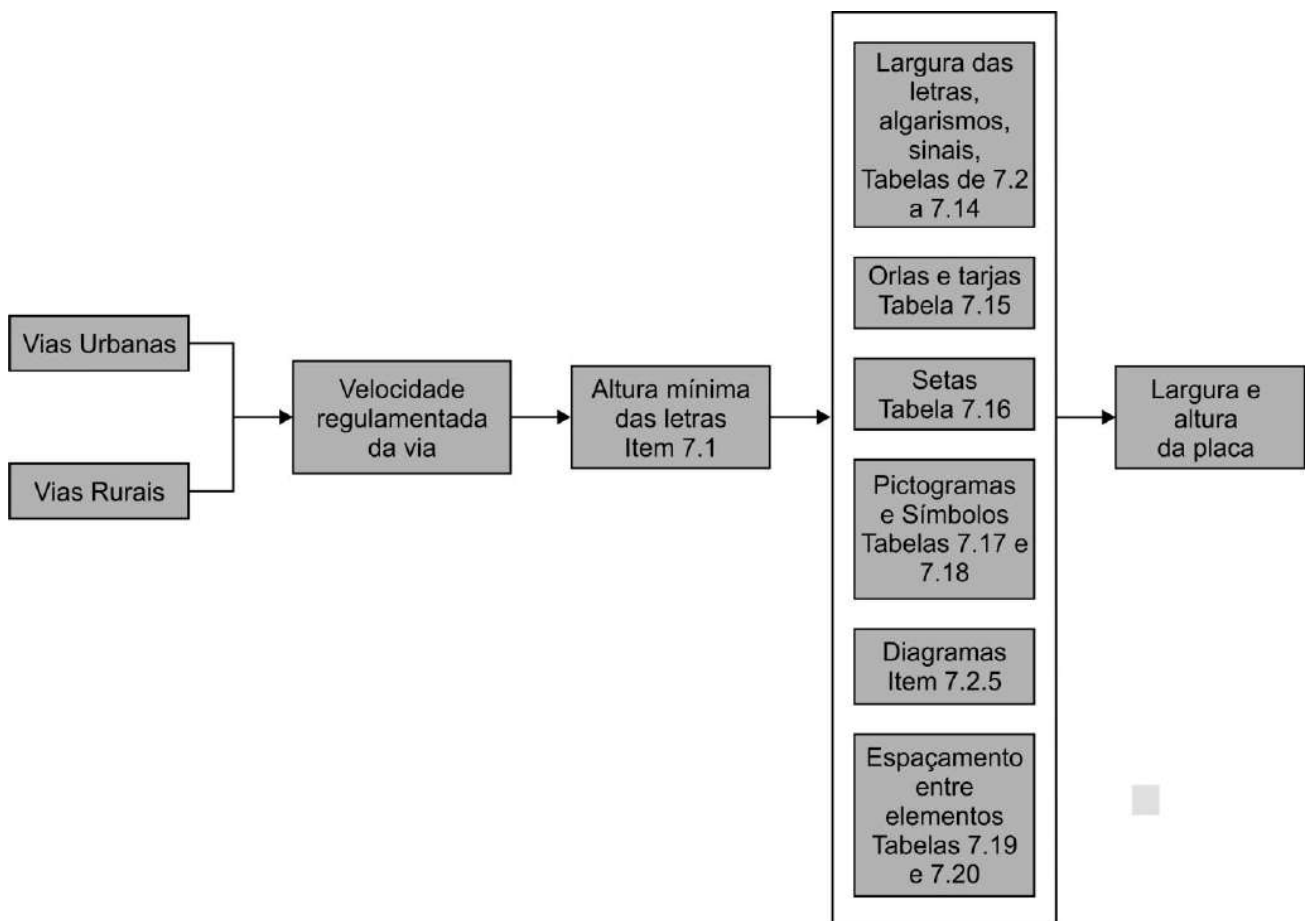 Vias Urbanas
Vias Rurais
Velocidade
regulamentada
da via
Altura mínima
das letras
Item 7.1
Largura das
letras,
algarismos,
sinais,
Tabelas de 7.2
a 7.14
Orlas e tarjas
Tabela 7.15
Setas
Tabela 7.16
Pictogramas
e Símbolos
Tabelas 7.17 e
7.18
Diagramas
Item 7.2.5
Espaçamento
entre
elementos
Tabelas 7.19
e 7.20
Largura e
altura
da placa